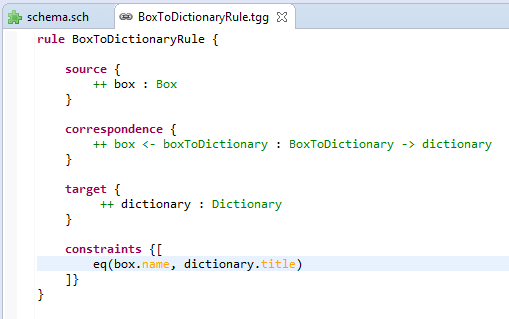 schema.sch BoxToDictionaryRule.tgg
rule BoxToDictionaryRule {
source {
++ box : Box
}
correspondence {
++ box <- boxToDictionary : BoxToDictionary -> dictionary
}
target {
++ dictionary : Dictionary
}
constraints {[
eq(box.name, dictionary.title)
]}
}